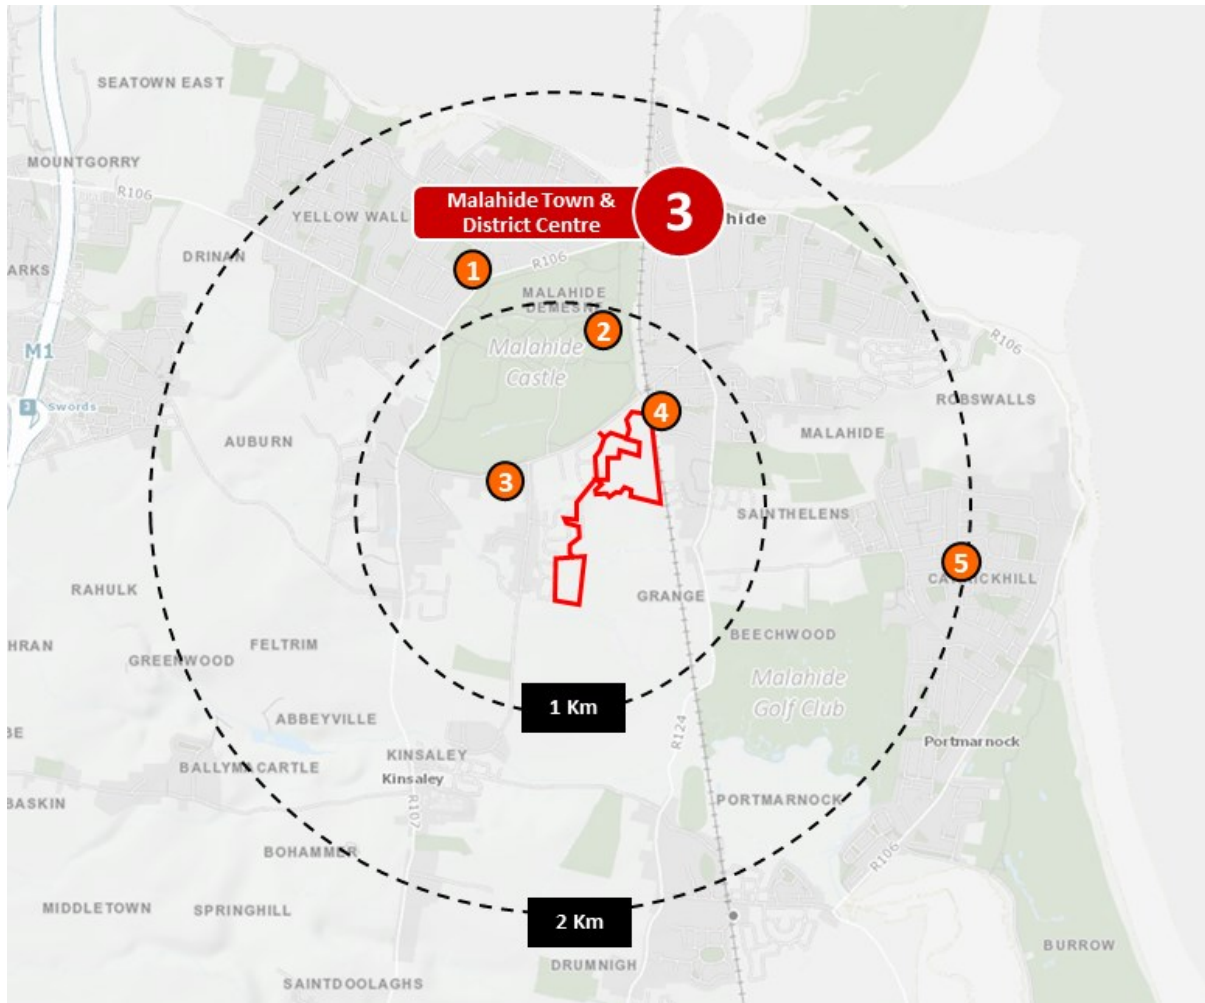 SEATOWN EAST
MOUNTGORRY
R106
YELLOW WALL
Malahide Town &
District Centre
3
hide
DRINAN
ARKS
1
R106
MALAHIDE
DEMESNE
2
Malahide
Castle
M1
R106
3
Swords
ROBSWALLS
4
AUBURN
MALAHIDE
3
SAINTHELENS
5
CARRICKHILL
RAHULK
GRANGE
HRAN
FELTRIM
GREENWOOD
BEECHWOOD
Malahide
Golf Club
1 Km
ABBEYVILLE
R124
BE
KINSALEY
Kinsaley
Portmarnock
BALLYMACARTLE
BASKIN
R107
PORTMARNOCK
BOHAMMER
R106
MIDDLETOWN
SPRINGHILL
2 Km
BURROW
DRUMNIGH
SAINTDOOLAGHS